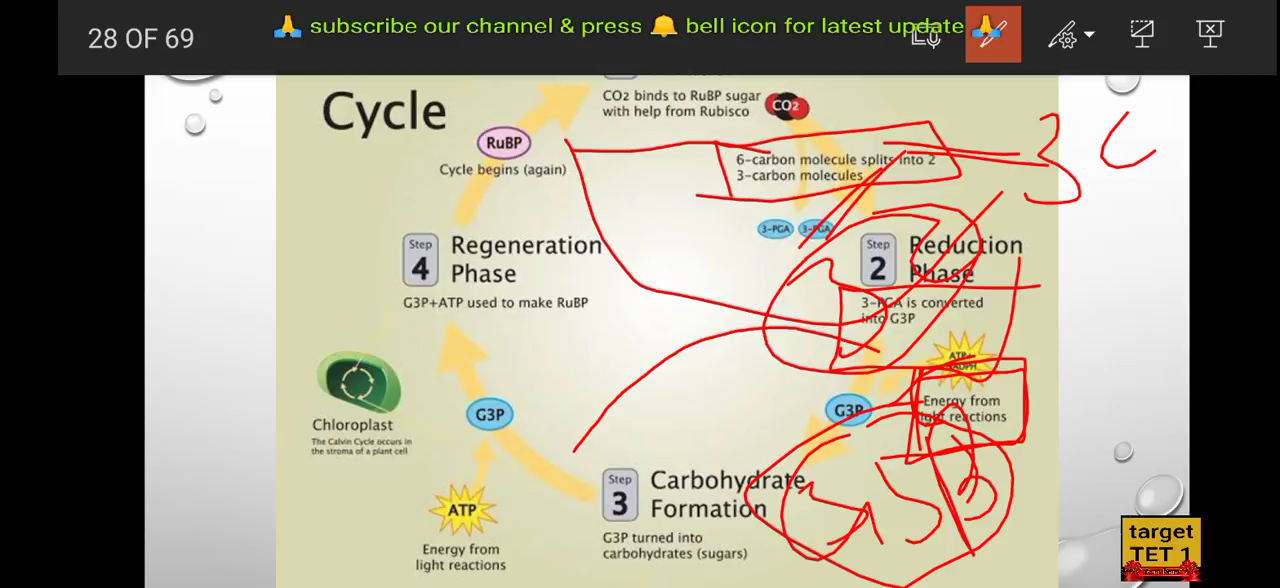 🙏 subscribe our channel & press 🔔 bell icon for latest update 🙏
28 OF 69
Cycle
CO2 binds to RuBP sugar
with help from Rubisco
CO2
RuBP
Cycle begins (again)
6-carbon molecule splits into 2
3-carbon molecules
3 C
3-PGA 3-PGA
Step
2
Reduction
Phase
3-PGA is converted
into G3P
ATP+
NADPH
Energy from
light reactions
G3P
Step
4
Regeneration
Phase
G3P+ATP used to make RuBP
Chloroplast
The Calvin Cycle occurs in
the stroma of a plant cell
G3P
ATP
Energy from
light reactions
Step
3
Carbohydrate
Formation
G3P turned into
carbohydrates (sugars)
G3P
target
TET 1